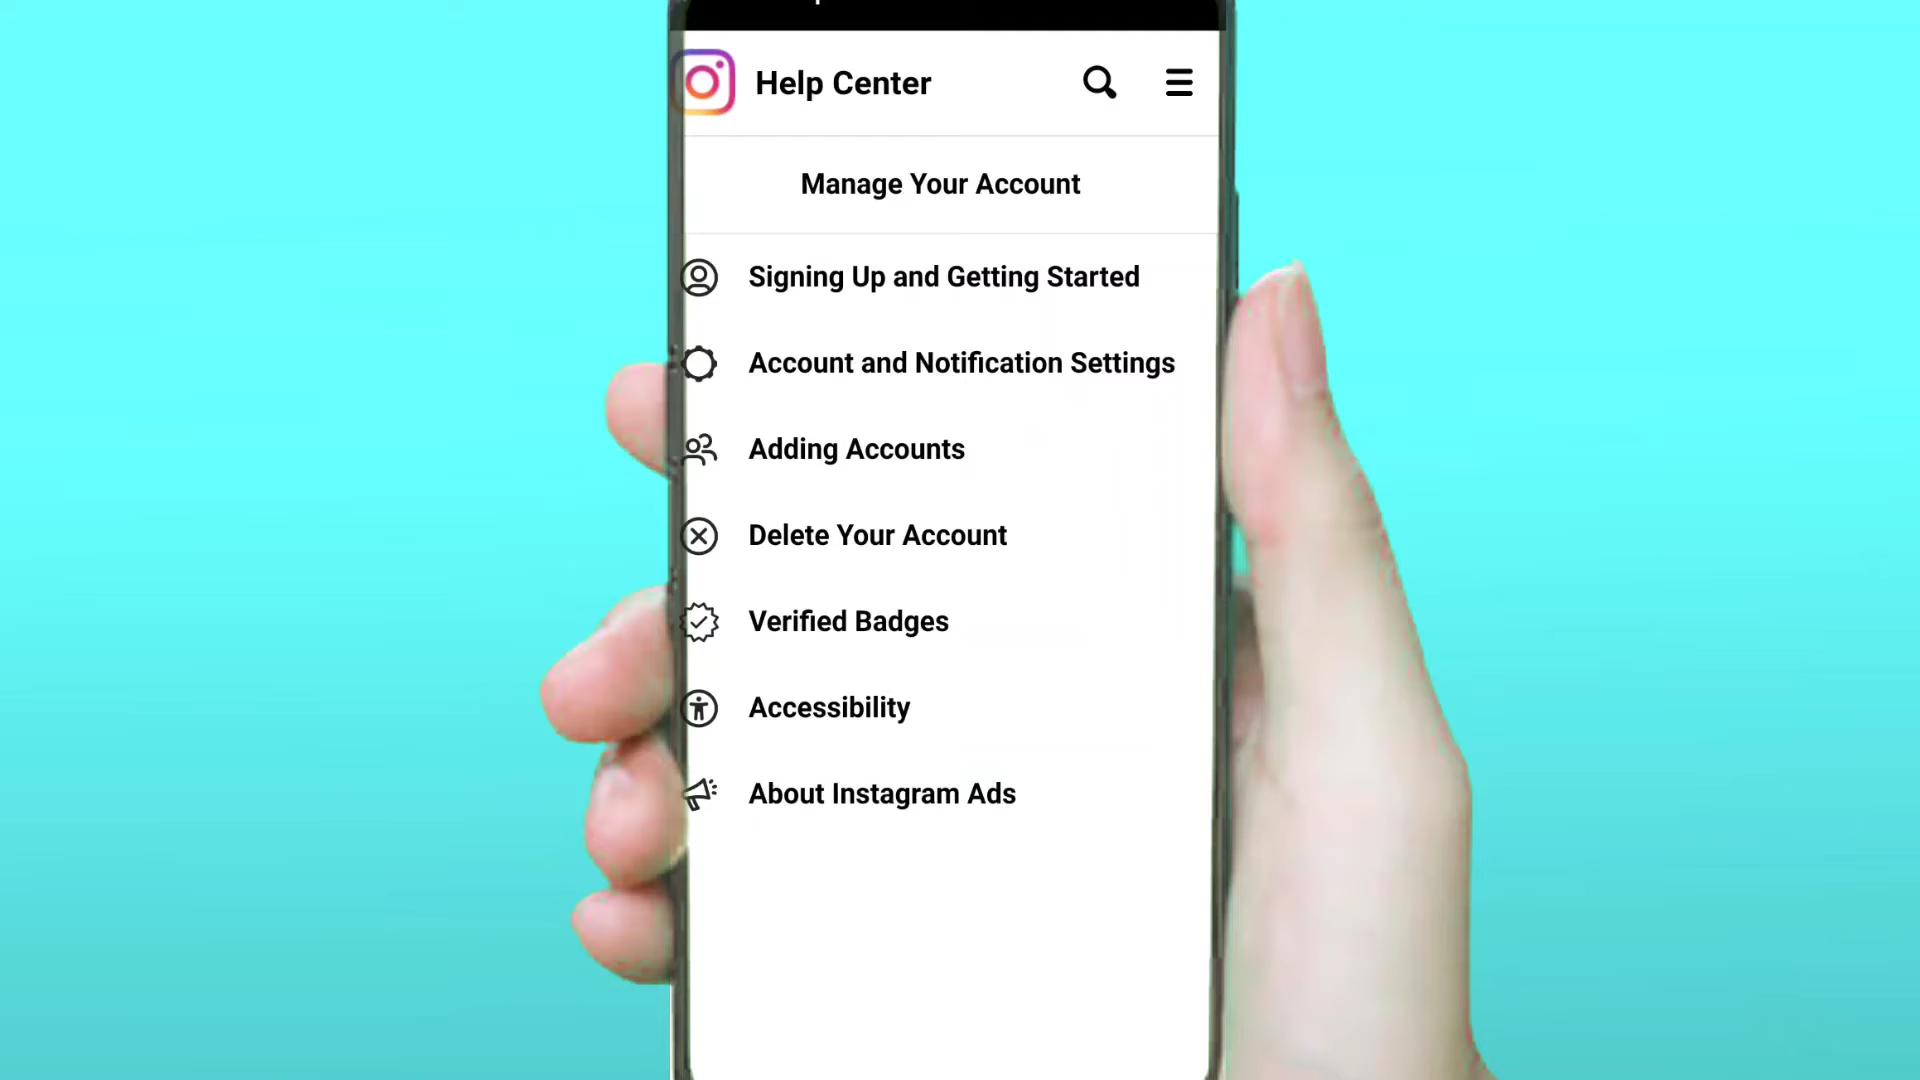 Help Center
Manage Your Account
Signing Up and Getting Started
Account and Notification Settings
Adding Accounts
Delete Your Account
Verified Badges
Accessibility
About Instagram Ads